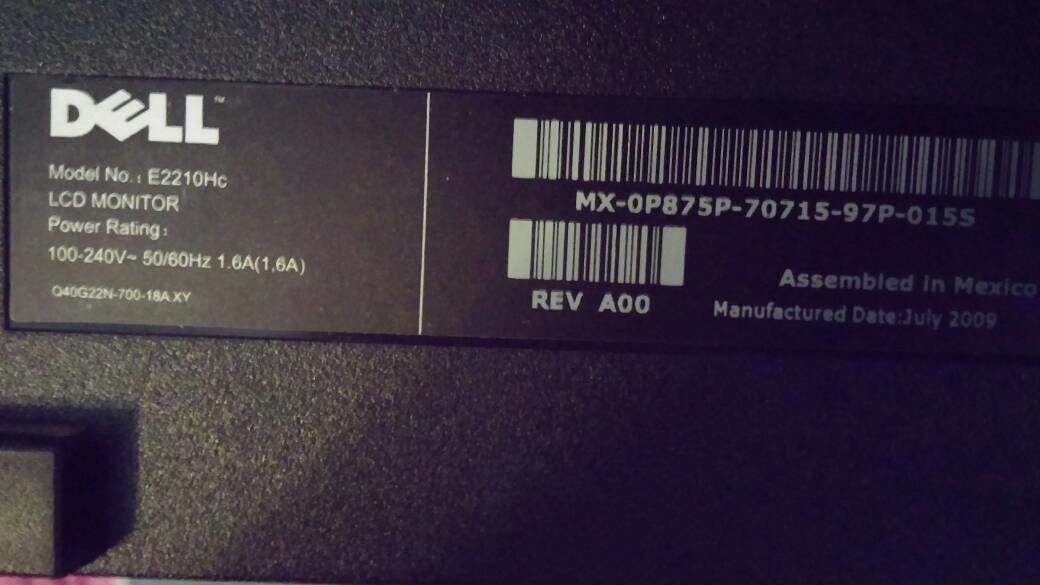 DELL™
Model No.: E2210Hc
LCD MONITOR
Power Rating:
100-240V~ 50/60Hz 1.6A(1.6A)
Q40G22N-700-18A XY
MX-0P875P-70715-97P-015S
REV A00
Assembled in Mexico
Manufactured Date:July 2009